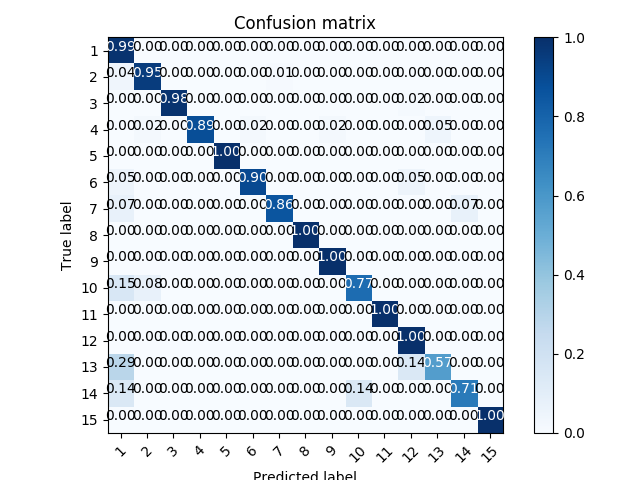 Confusion matrix
1 0.99 0.00 0.00 0.00 0.00 0.00 0.00 0.00 0.00 0.00 0.00 0.00 0.00 0.00 0.00
2 0.04 0.95 0.00 0.00 0.00 0.00 0.01 0.00 0.00 0.00 0.00 0.00 0.00 0.00 0.00
3 0.00 0.00 0.98 0.00 0.00 0.00 0.00 0.00 0.00 0.00 0.00 0.02 0.00 0.00 0.00
4 0.00 0.02 0.00 0.89 0.00 0.02 0.00 0.00 0.02 0.00 0.00 0.00 0.05 0.00 0.00
5 0.00 0.00 0.00 0.00 1.00 0.00 0.00 0.00 0.00 0.00 0.00 0.00 0.00 0.00 0.00
6 0.05 0.00 0.00 0.00 0.00 0.90 0.00 0.00 0.00 0.00 0.00 0.05 0.00 0.00 0.00
7 0.07 0.00 0.00 0.00 0.00 0.00 0.86 0.00 0.00 0.00 0.00 0.00 0.00 0.07 0.00
8 0.00 0.00 0.00 0.00 0.00 0.00 0.00 1.00 0.00 0.00 0.00 0.00 0.00 0.00 0.00
9 0.00 0.00 0.00 0.00 0.00 0.00 0.00 0.00 1.00 0.00 0.00 0.00 0.00 0.00 0.00
10 0.15 0.08 0.00 0.00 0.00 0.00 0.00 0.00 0.00 0.77 0.00 0.00 0.00 0.00 0.00
11 0.00 0.00 0.00 0.00 0.00 0.00 0.00 0.00 0.00 0.00 1.00 0.00 0.00 0.00 0.00
12 0.00 0.00 0.00 0.00 0.00 0.00 0.00 0.00 0.00 0.00 0.00 1.00 0.00 0.00 0.00
13 0.29 0.00 0.00 0.00 0.00 0.00 0.00 0.00 0.00 0.00 0.00 0.14 0.57 0.00 0.00
14 0.14 0.00 0.00 0.00 0.00 0.00 0.00 0.00 0.00 0.14 0.00 0.00 0.00 0.71 0.00
15 0.00 0.00 0.00 0.00 0.00 0.00 0.00 0.00 0.00 0.00 0.00 0.00 0.00 0.00 1.00
1 2 3 4 5 6 7 8 9 10 11 12 13 14 15
True label
Predicted label
1.0
0.8
0.6
0.4
0.2
0.0